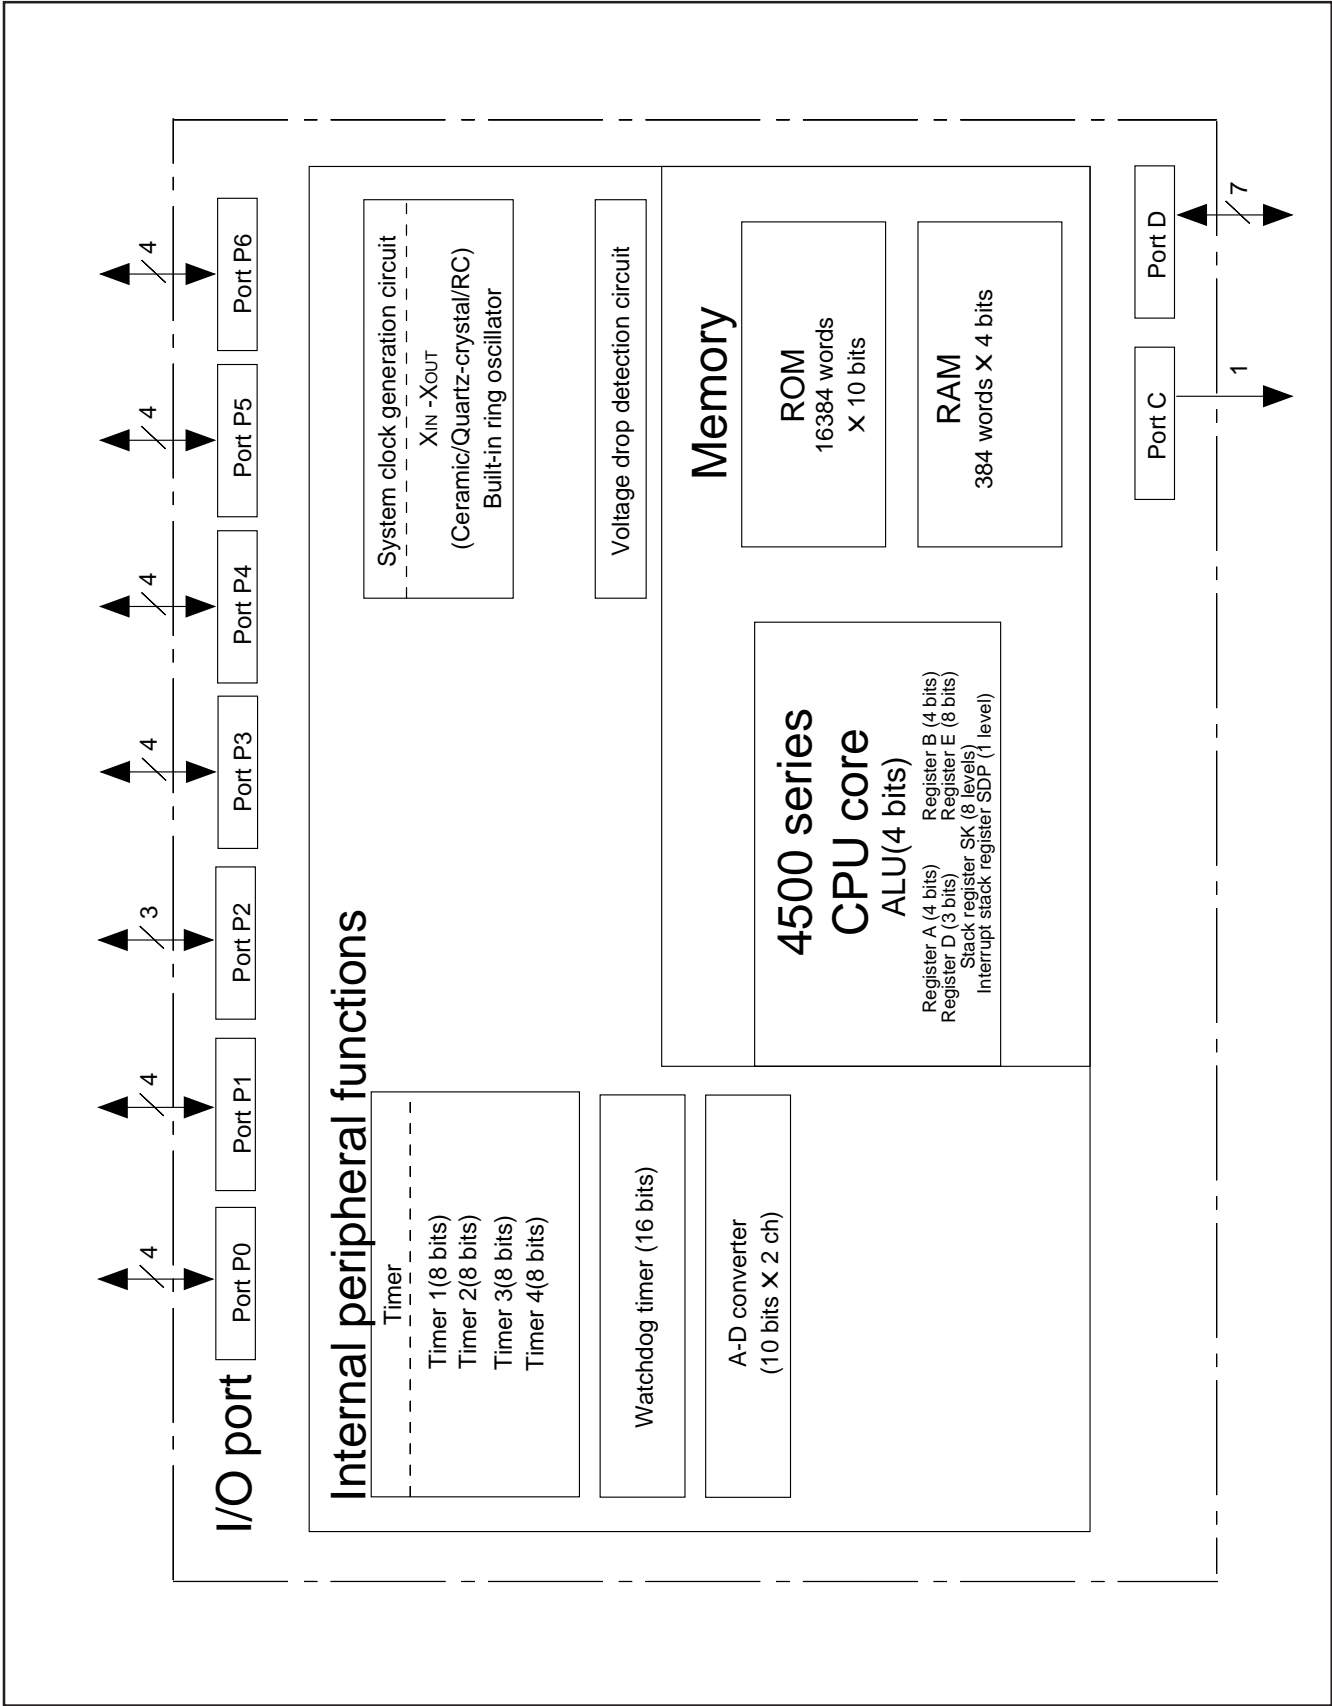 4
4
3
4
4
4
4
I/O port
Port P0
Port P1
Port P2
Port P3
Port P4
Port P5
Port P6
Internal peripheral functions
Timer
Timer 1(8 bits)
Timer 2(8 bits)
Timer 3(8 bits)
Timer 4(8 bits)
Watchdog timer (16 bits)
A-D converter
(10 bits ✕ 2 ch)
System clock generation circuit
XIN -XOUT
(Ceramic/Quartz-crystal/RC)
Built-in ring oscillator
Voltage drop detection circuit
4500 series
CPU core
ALU(4 bits)
Register A (4 bits) Register B (4 bits)
Register D (3 bits) Register E (8 bits)
Stack register SK (8 levels)
Interrupt stack register SDP (1 level)
Memory
ROM
16384 words
✕ 10 bits
RAM
384 words ✕ 4 bits
Port C
Port D
1
7